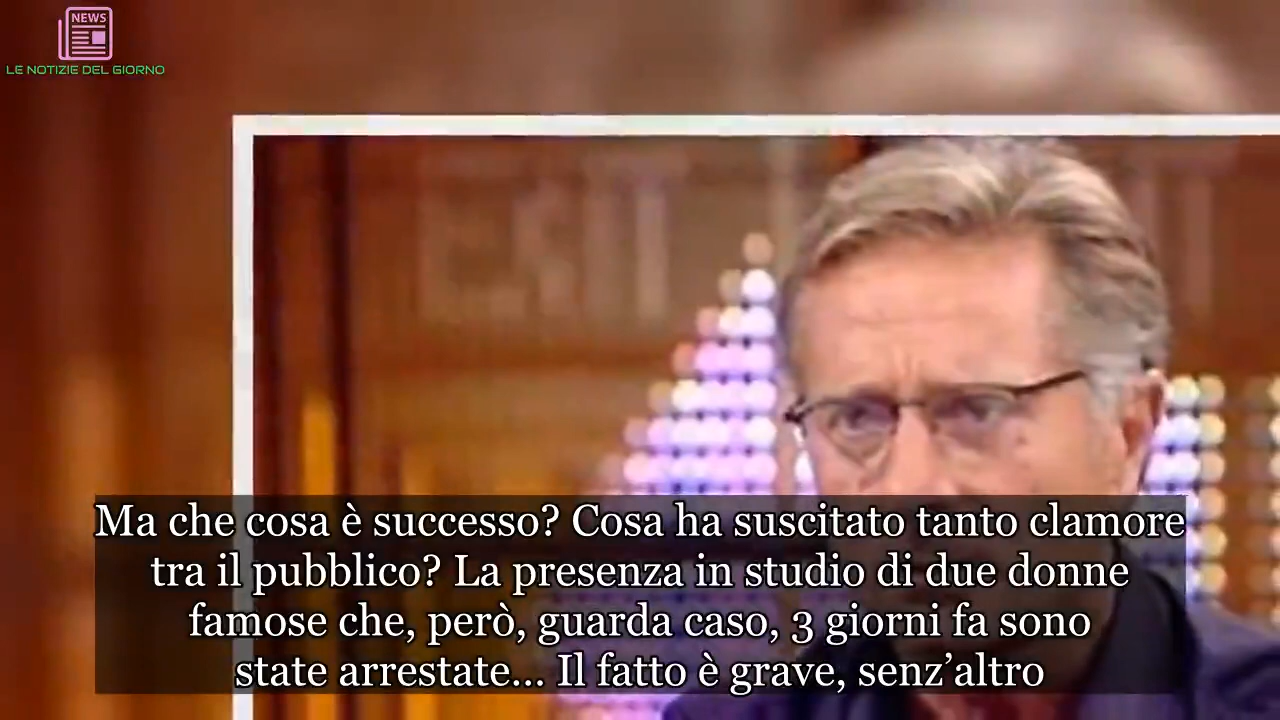 NEWS
LE NOTIZIE DEL GIORNO
Ma che cosa è successo? Cosa ha suscitato tanto clamore
tra il pubblico? La presenza in studio di due donne
famose che, però, guarda caso, 3 giorni fa sono
state arrestate... Il fatto è grave, senz’altro